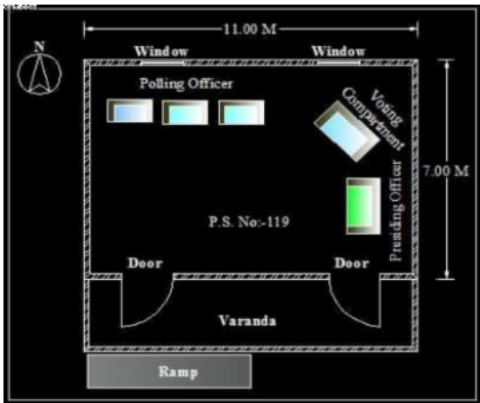 11.00 M
N
Window
Window
Polling Officer
Voting
Compartment
7.00 M
Presiding Officer
P.S. No:-119
Door
Door
Varanda
Ramp